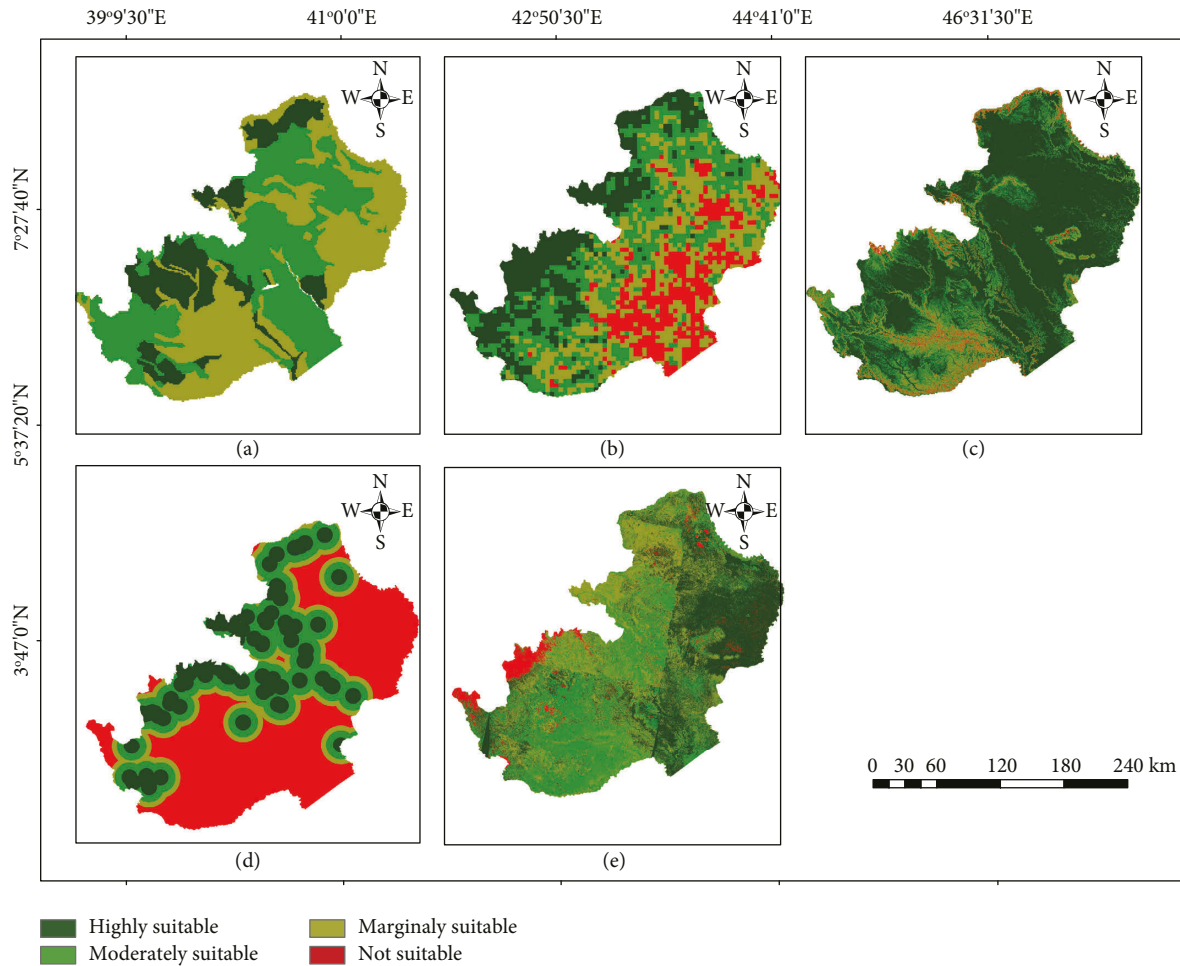 39°9'30"E 41°0'0"E 42°50'30"E 44°41'0"E 46°31'30"E
7°27'40"N
5°37'20"N
3°47'0"N
N
W E
S
N
W E
S
N
W E
S
(a) (b) (c)
N
W E
S
N
W E
S
0 30 60 120 180 240 km
(d) (e)
Highly suitable
Moderately suitable
Marginaly suitable
Not suitable